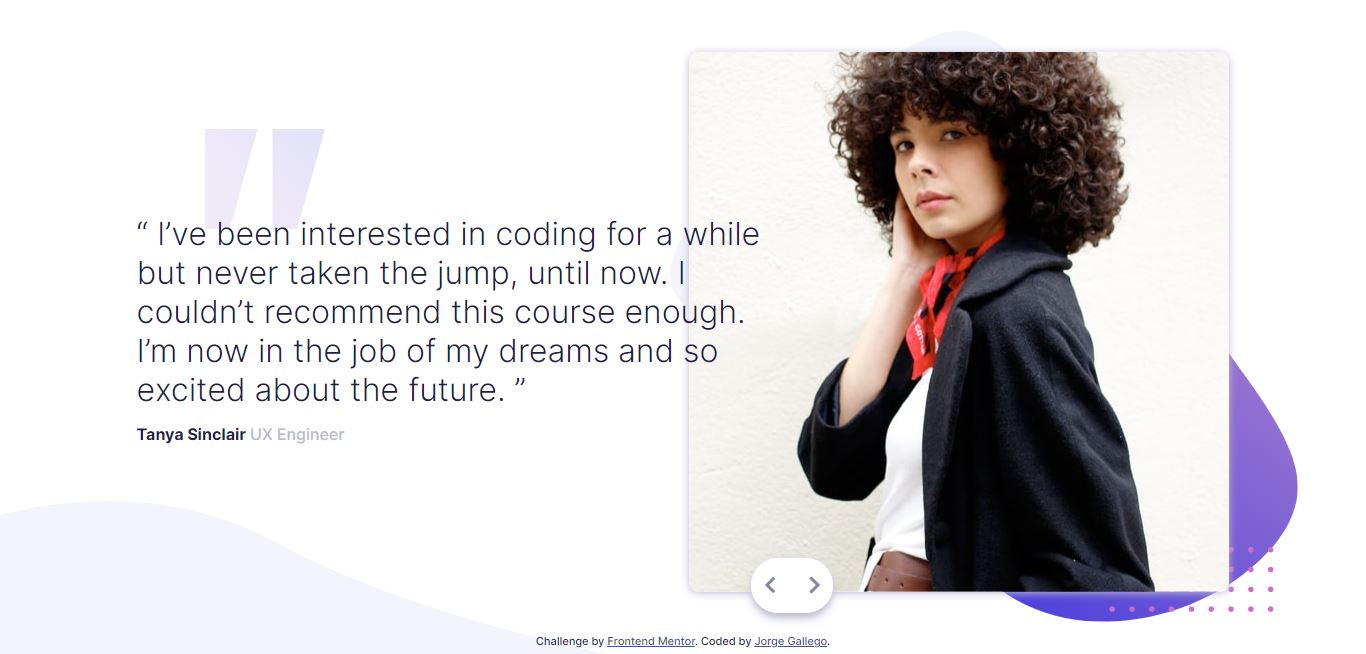 “ I’ve been interested in coding for a while
but never taken the jump, until now. I
couldn’t recommend this course enough.
I’m now in the job of my dreams and so
excited about the future. ”
Tanya Sinclair UX Engineer
Challenge by Frontend Mentor. Coded by Jorge Gallego.